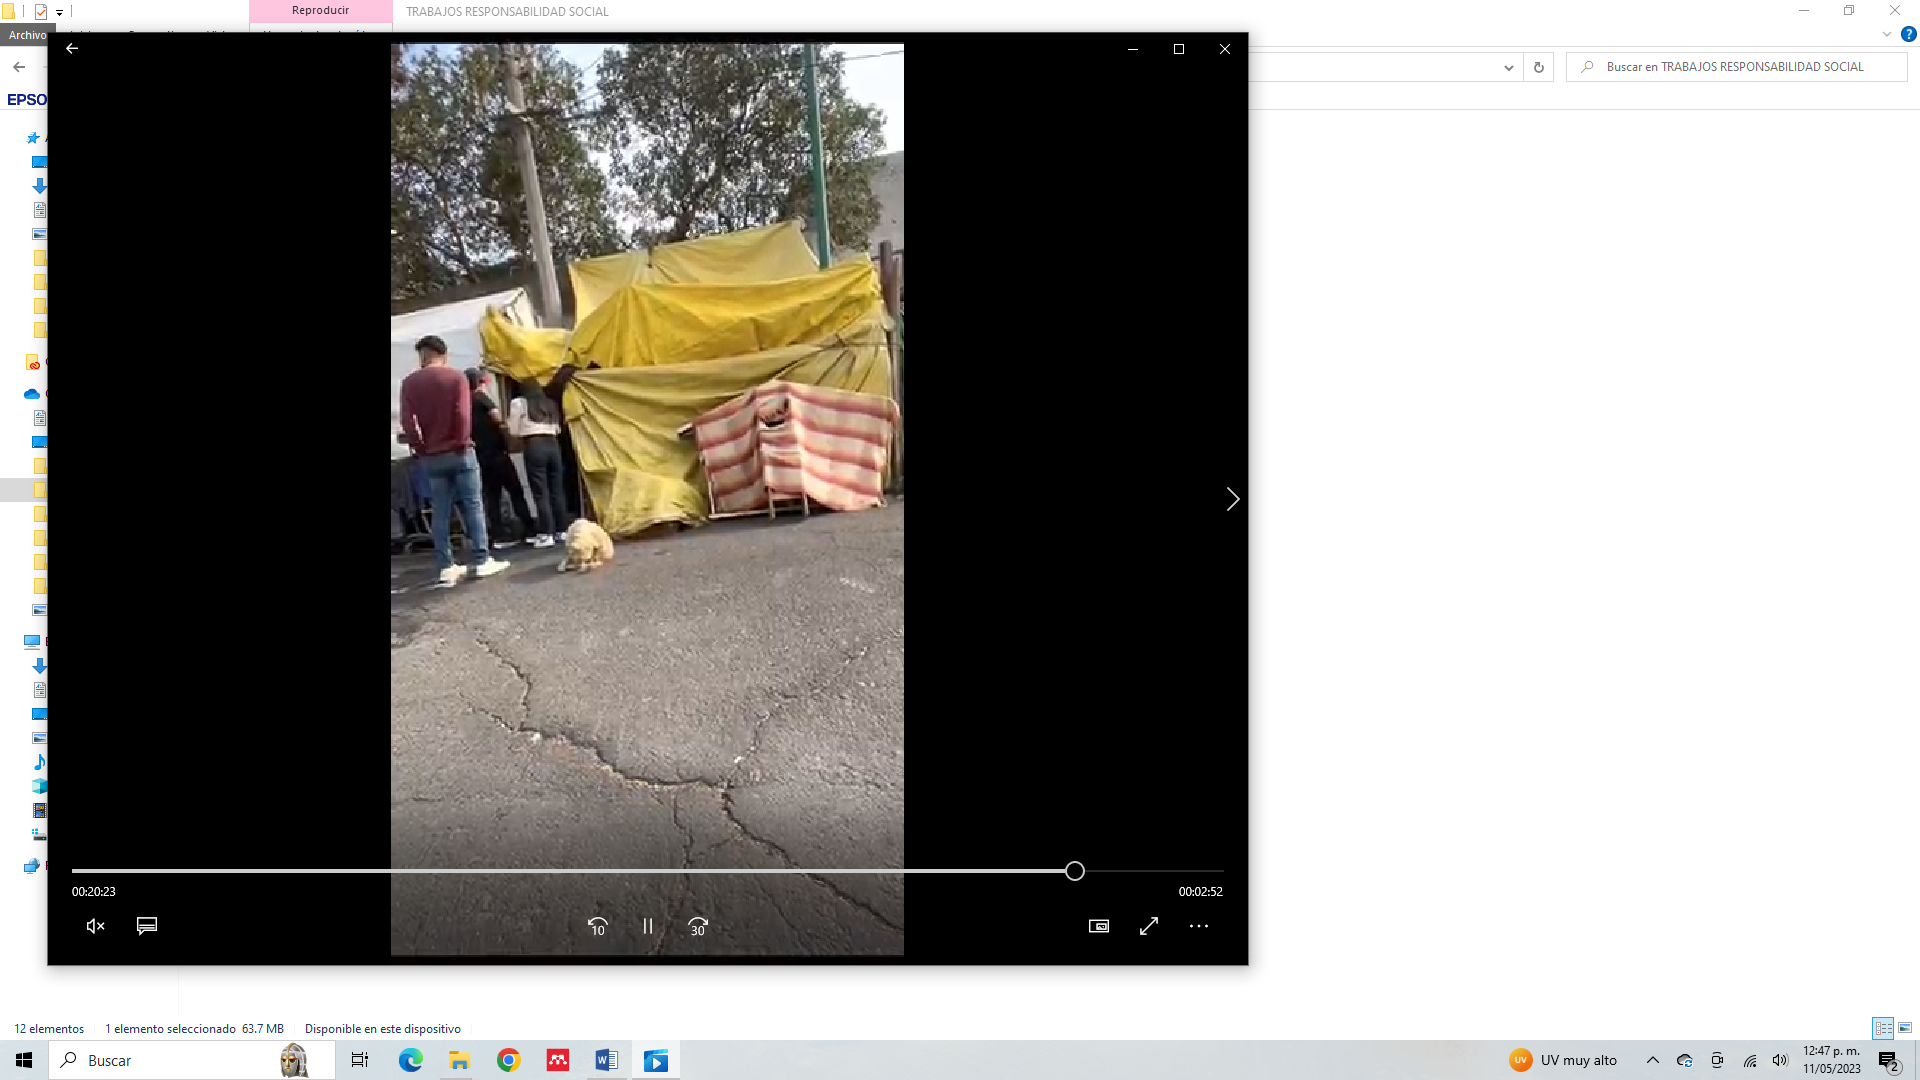 Reproducir
TRABAJOS RESPONSABILIDAD SOCIAL
Archivo
Buscar en TRABAJOS RESPONSABILIDAD SOCIAL
EPSO
00:20:23
00:02:52
10
30
12 elementos
1 elemento seleccionado 63.7 MB
Disponible en este dispositivo
Buscar
UV
UV muy alto
12:47 p. m.
11/05/2023
2